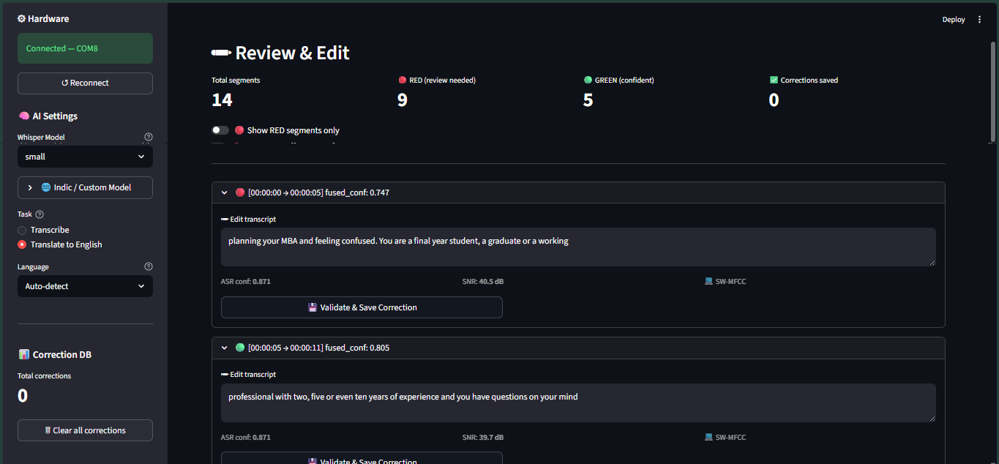 Hardware
Connected — COM8
↺ Reconnect
AI Settings
Whisper Model
small
Indic / Custom Model
Task
Transcribe
Translate to English
Language
Auto-detect
Correction DB
Total corrections
0
Clear all corrections
Deploy
Review & Edit
Total segments
14
RED (review needed)
9
GREEN (confident)
5
Corrections saved
0
Show RED segments only
[00:00:00 → 00:00:05] fused_conf: 0.747
Edit transcript
planning your MBA and feeling confused. You are a final year student, a graduate or a working
ASR conf: 0.871 SNR: 40.5 dB SW-MFCC
Validate & Save Correction
[00:00:05 → 00:00:11] fused_conf: 0.805
Edit transcript
professional with two, five or even ten years of experience and you have questions on your mind
ASR conf: 0.871 SNR: 39.7 dB SW-MFCC
Validate & Save Correction